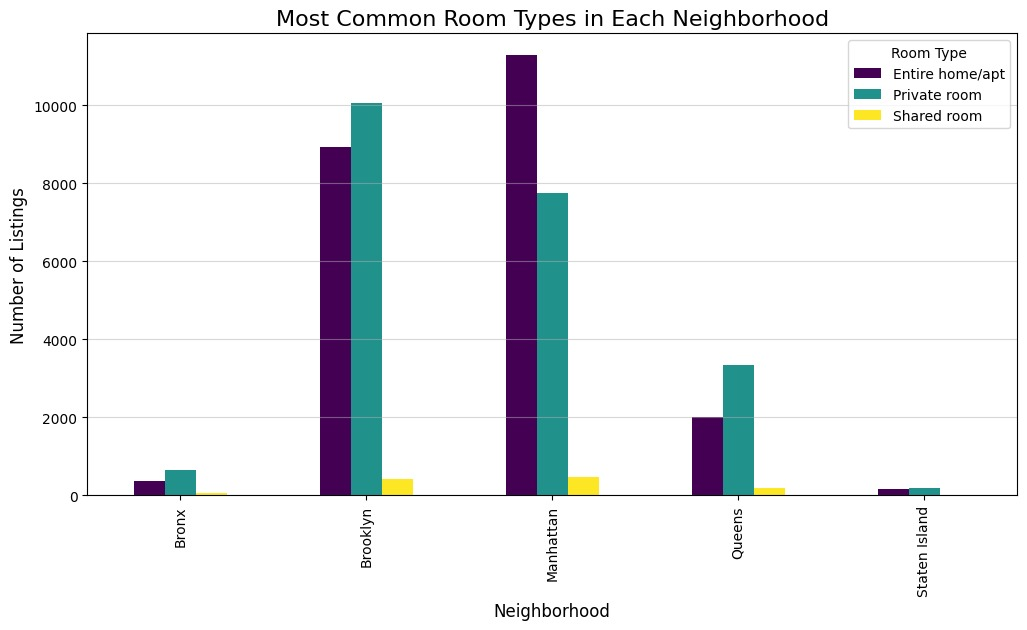 Most Common Room Types in Each Neighborhood
Room Type
Entire home/apt
Private room
Shared room
Number of Listings
10000
8000
6000
4000
2000
0
Bronx
Brooklyn
Manhattan
Queens
Staten Island
Neighborhood